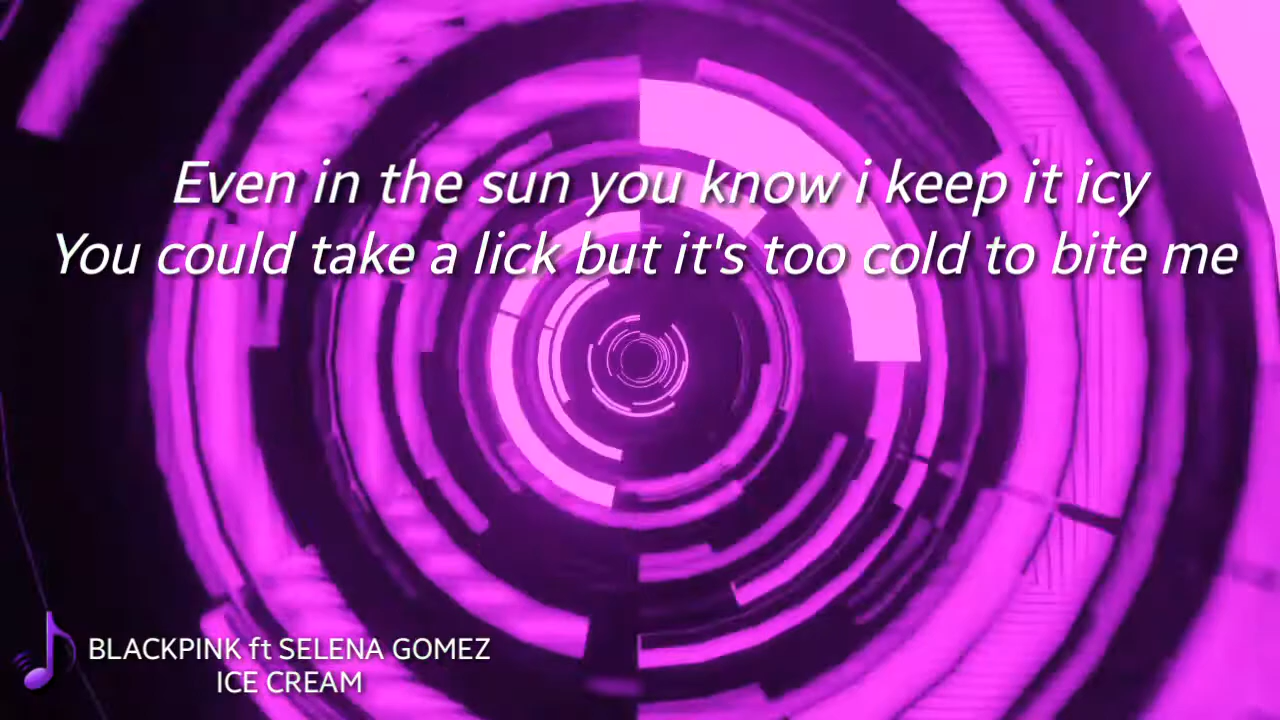 Even in the sun you know i keep it icy
You could take a lick but it's too cold to bite me
BLACKPINK ft SELENA GOMEZ
ICE CREAM